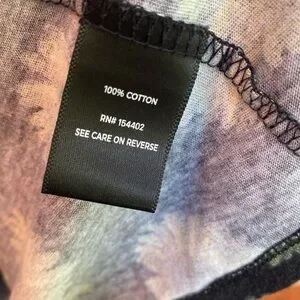 100% COTTON
RN# 154402
SEE CARE ON REVERSE